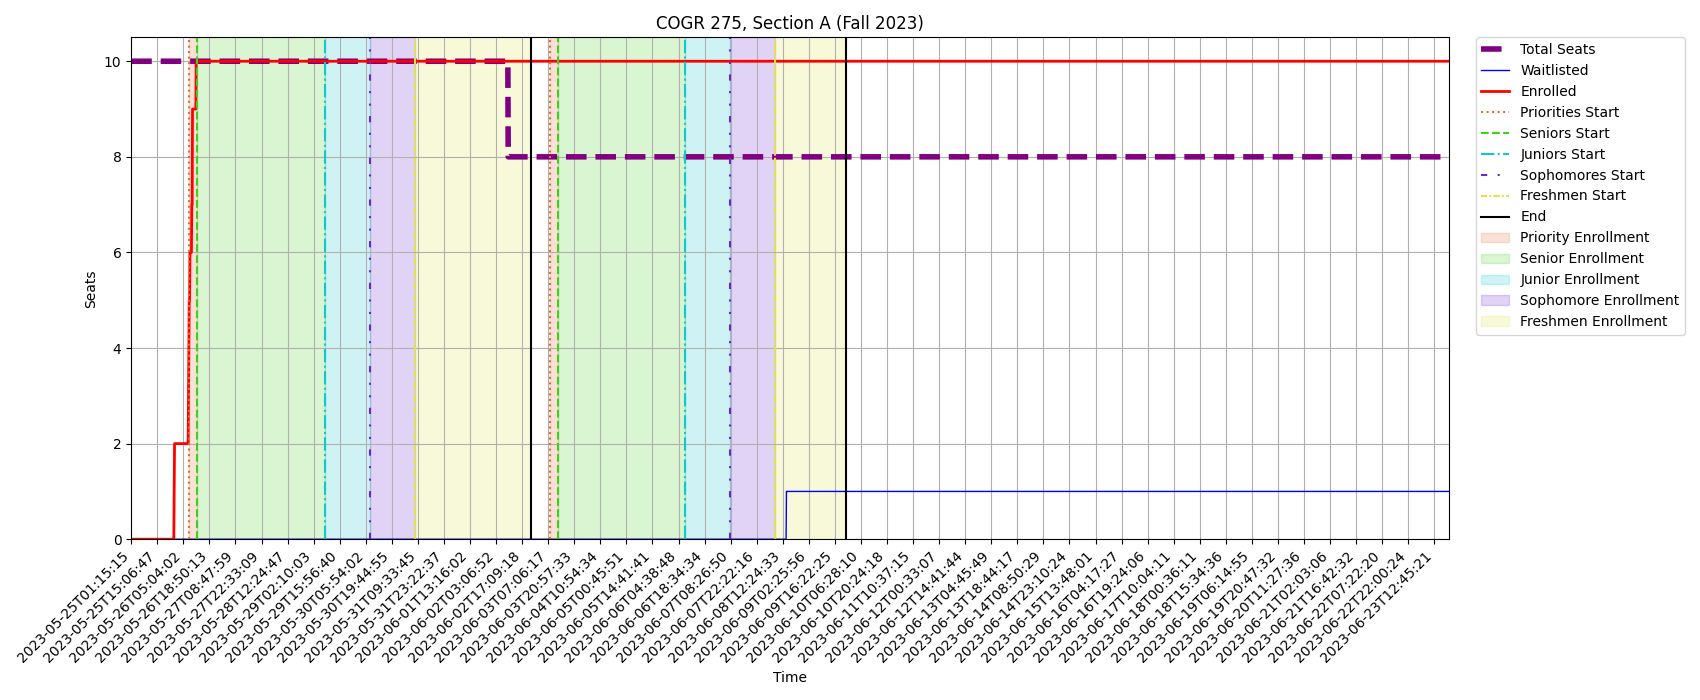 COGR 275, Section A (Fall 2023)
10
8
6
4
2
0
Seats
2023-05-25T01:15:15
2023-05-25T15:06:47
2023-05-26T05:04:02
2023-05-26T18:50:13
2023-05-27T08:47:59
2023-05-27T22:33:09
2023-05-28T12:24:47
2023-05-29T02:10:03
2023-05-29T15:56:40
2023-05-30T05:54:02
2023-05-30T19:44:55
2023-05-31T09:33:45
2023-05-31T23:22:37
2023-06-01T13:16:02
2023-06-02T03:06:52
2023-06-02T17:09:18
2023-06-03T07:06:17
2023-06-03T20:57:33
2023-06-04T10:54:34
2023-06-05T00:45:51
2023-06-05T14:41:41
2023-06-06T04:38:48
2023-06-06T18:34:34
2023-06-07T08:26:50
2023-06-07T22:22:16
2023-06-08T12:24:33
2023-06-09T02:25:56
2023-06-09T16:22:25
2023-06-10T06:28:10
2023-06-10T20:24:18
2023-06-11T10:37:15
2023-06-12T00:33:07
2023-06-12T14:41:44
2023-06-13T04:45:49
2023-06-13T18:44:17
2023-06-14T08:50:29
2023-06-14T23:10:24
2023-06-15T13:48:01
2023-06-16T04:17:27
2023-06-16T19:24:06
2023-06-17T10:04:11
2023-06-18T00:36:11
2023-06-18T15:34:36
2023-06-19T06:14:55
2023-06-19T20:47:32
2023-06-20T11:27:36
2023-06-21T02:03:06
2023-06-21T16:42:32
2023-06-22T07:22:20
2023-06-22T22:00:24
2023-06-23T12:45:21
Time
Total Seats
Waitlisted
Enrolled
Priorities Start
Seniors Start
Juniors Start
Sophomores Start
Freshmen Start
End
Priority Enrollment
Senior Enrollment
Junior Enrollment
Sophomore Enrollment
Freshmen Enrollment